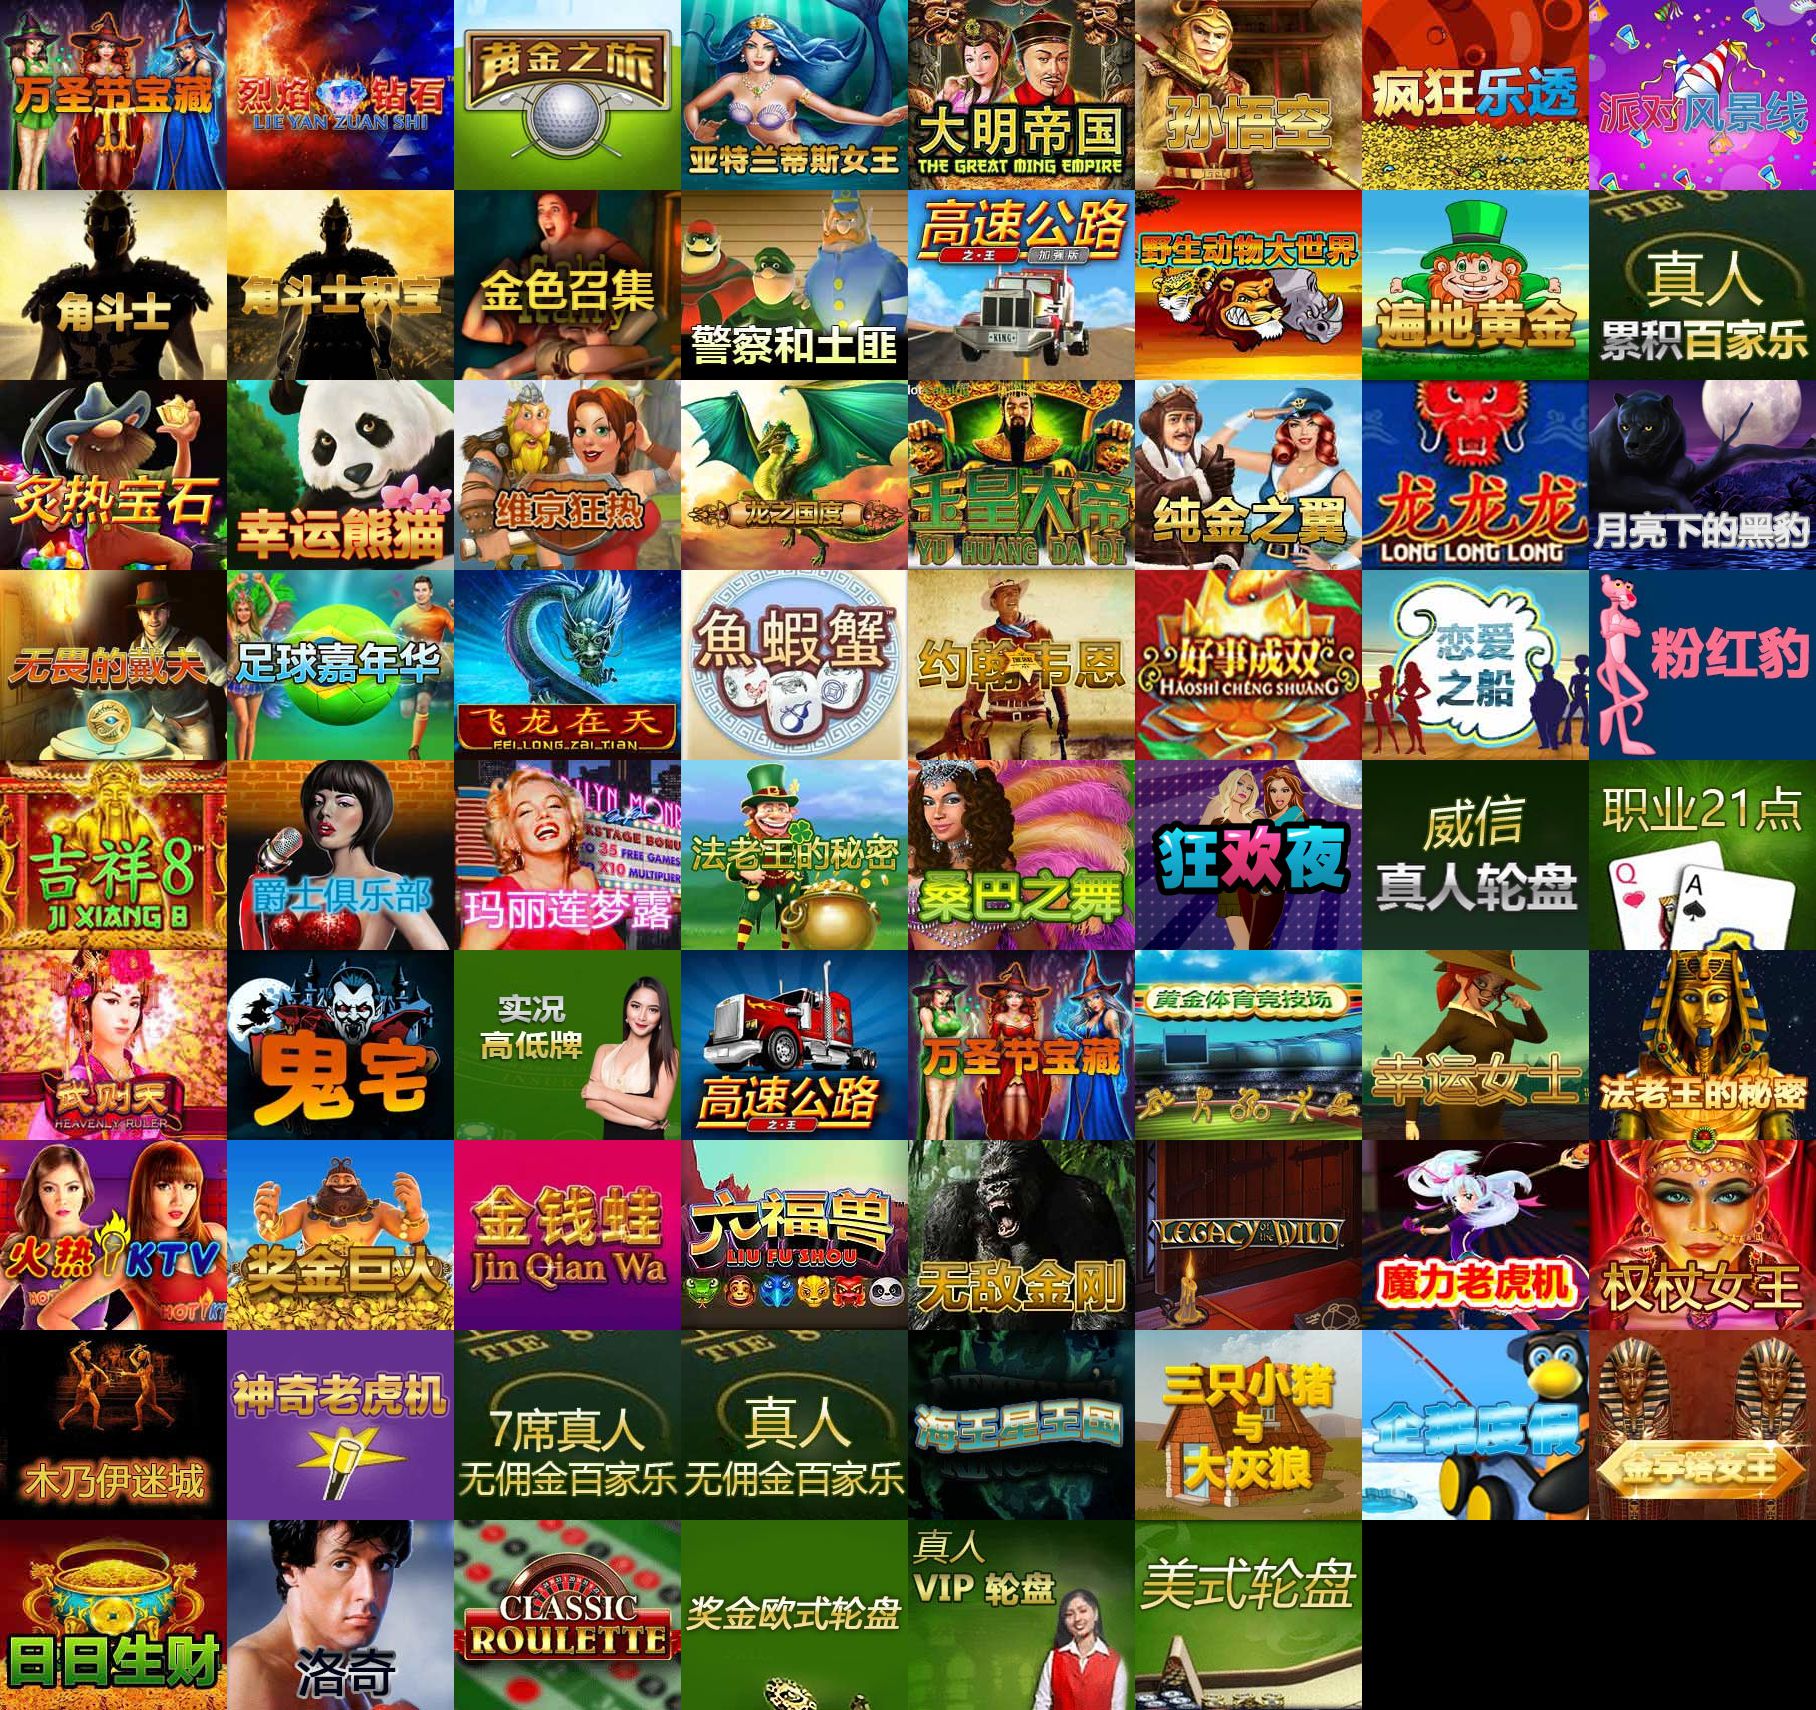 万圣节宝藏
II
烈焰钻石
LIE YAN ZUAN SHI
黄金之旅
亚特兰蒂斯女王
大明帝国
THE GREAT MING EMPIRE
孙悟空
疯狂乐透
派对风景线
角斗士
角斗士积宝
金色召集
警察和土匪
高速公路
之·王 加强版
KING
野生动物大世界
遍地黄金
TIE
真人
累积百家乐
炙热宝石
幸运熊猫
维京狂热
龙之国度
玉皇大帝
YU HUANG DA DI
纯金之翼
龙龙龙
LONG LONG LONG
月亮下的黑豹
无畏的戴夫
足球嘉年华
飞龙在天
FEI LONG ZAI TIAN
魚蝦蟹
约翰韦恩
好事成双
HAOSHI CHENG SHUANG
恋爱
之船
粉红豹
吉祥8
JI XIANG 8
爵士俱乐部
玛丽莲梦露
法老王的秘密
桑巴之舞
狂欢夜
威信
真人轮盘
职业21点
Q
A
武则天
HEAVENLY RULER
鬼宅
实况
高低牌
高速公路
之·王
万圣节宝藏
黄金体育竞技场
幸运女士
法老王的秘密
火热KTV
奖金巨人
金钱蛙
Jin Qian Wa
六福兽
LIU FU SHOU
无敌金刚
LEGACY of the WILD
魔力老虎机
权杖女王
木乃伊迷城
神奇老虎机
TIE
7席真人
无佣金百家乐
TIE
真人
无佣金百家乐
海王星王国
三只小猪
与
大灰狼
企鹅度假
金字塔女王
日日生财
洛奇
CLASSIC
ROULETTE
奖金欧式轮盘
真人
VIP 轮盘
美式轮盘